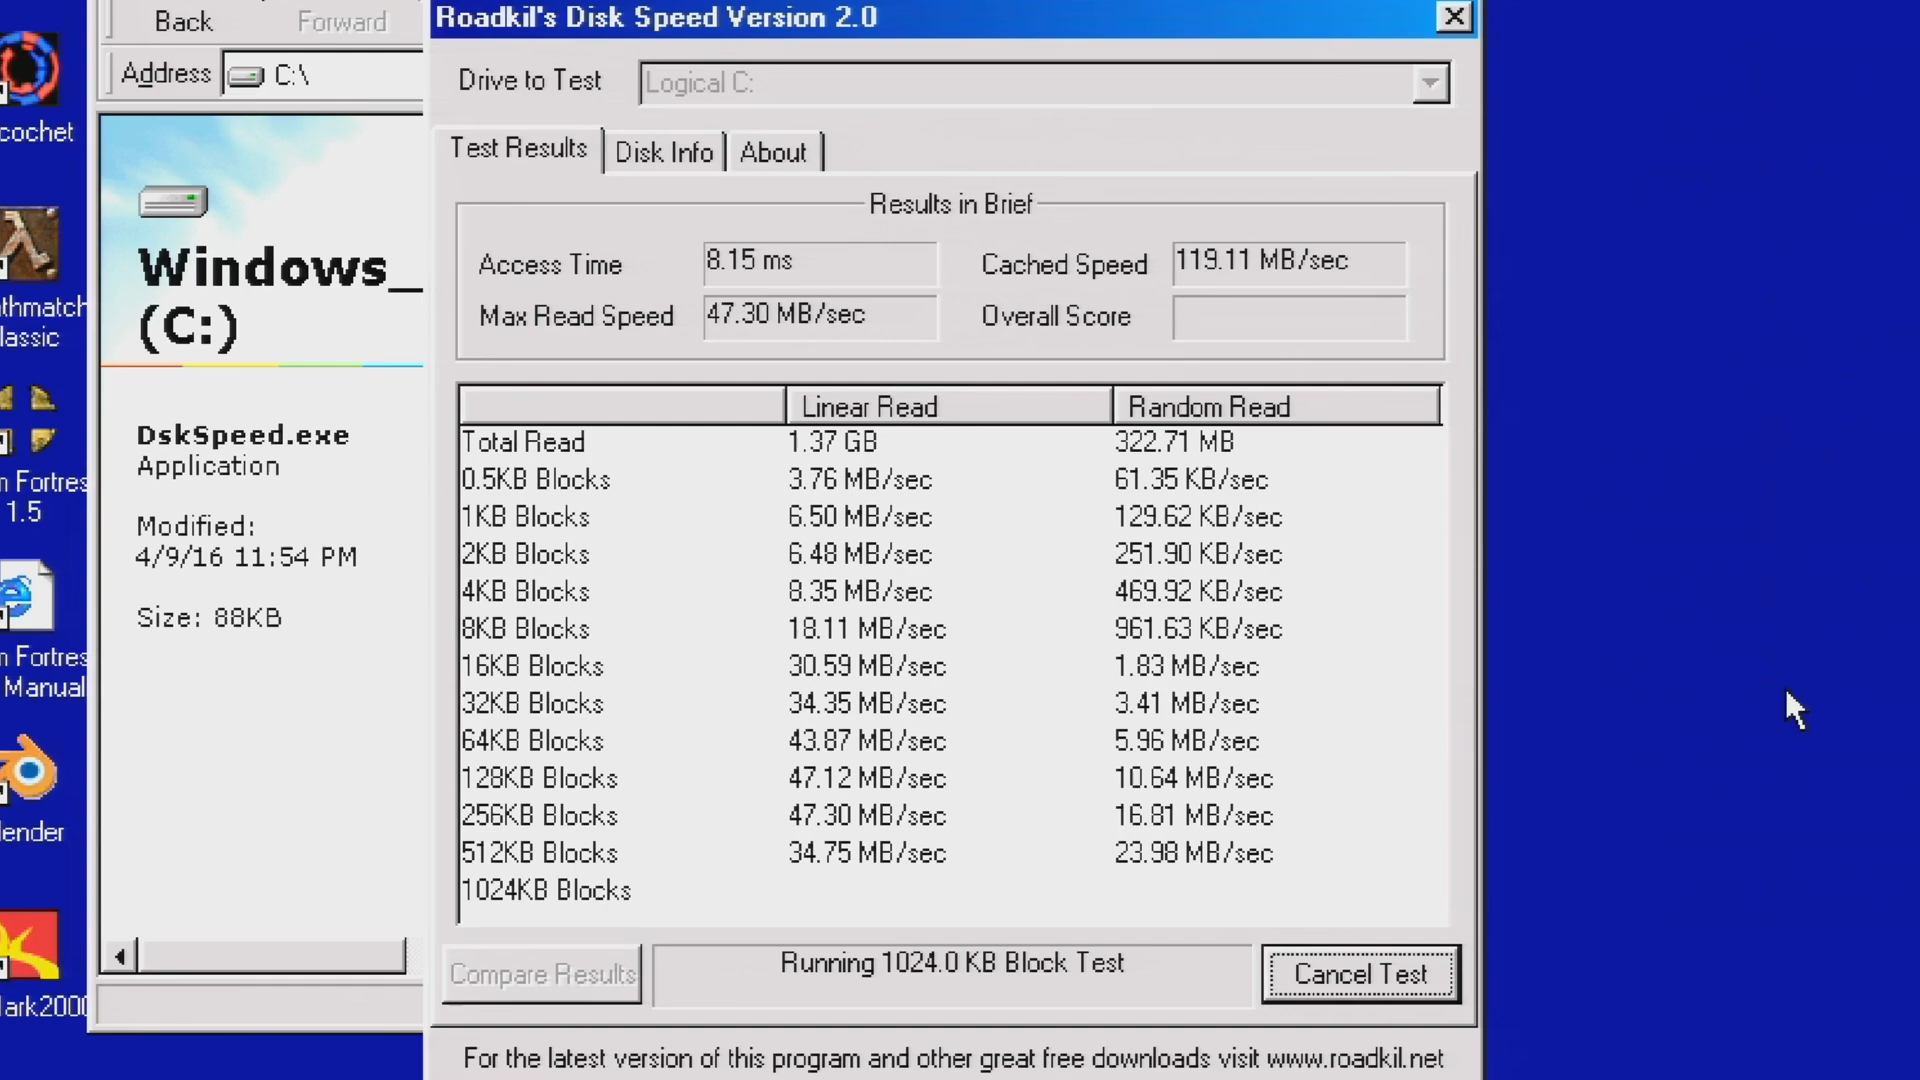 Back Forward
Address C:\
cochet
thmatch
lassic
n Fortres
1.5
n Fortres
Manual
lender
lark200
Windows_
(C:)
DskSpeed.exe
Application
Modified:
4/9/16 11:54 PM
Size: 88KB
Roadkil's Disk Speed Version 2.0
Drive to Test Logical C:
Test Results Disk Info About
Results in Brief
Access Time 8.15 ms Cached Speed 119.11 MB/sec
Max Read Speed 47.30 MB/sec Overall Score
Linear Read Random Read
Total Read 1.37 GB 322.71 MB
0.5KB Blocks 3.76 MB/sec 61.35 KB/sec
1KB Blocks 6.50 MB/sec 129.62 KB/sec
2KB Blocks 6.48 MB/sec 251.90 KB/sec
4KB Blocks 8.35 MB/sec 469.92 KB/sec
8KB Blocks 18.11 MB/sec 961.63 KB/sec
16KB Blocks 30.59 MB/sec 1.83 MB/sec
32KB Blocks 34.35 MB/sec 3.41 MB/sec
64KB Blocks 43.87 MB/sec 5.96 MB/sec
128KB Blocks 47.12 MB/sec 10.64 MB/sec
256KB Blocks 47.30 MB/sec 16.81 MB/sec
512KB Blocks 34.75 MB/sec 23.98 MB/sec
1024KB Blocks
Compare Results Running 1024.0 KB Block Test Cancel Test
For the latest version of this program and other great free downloads visit www.roadkil.net